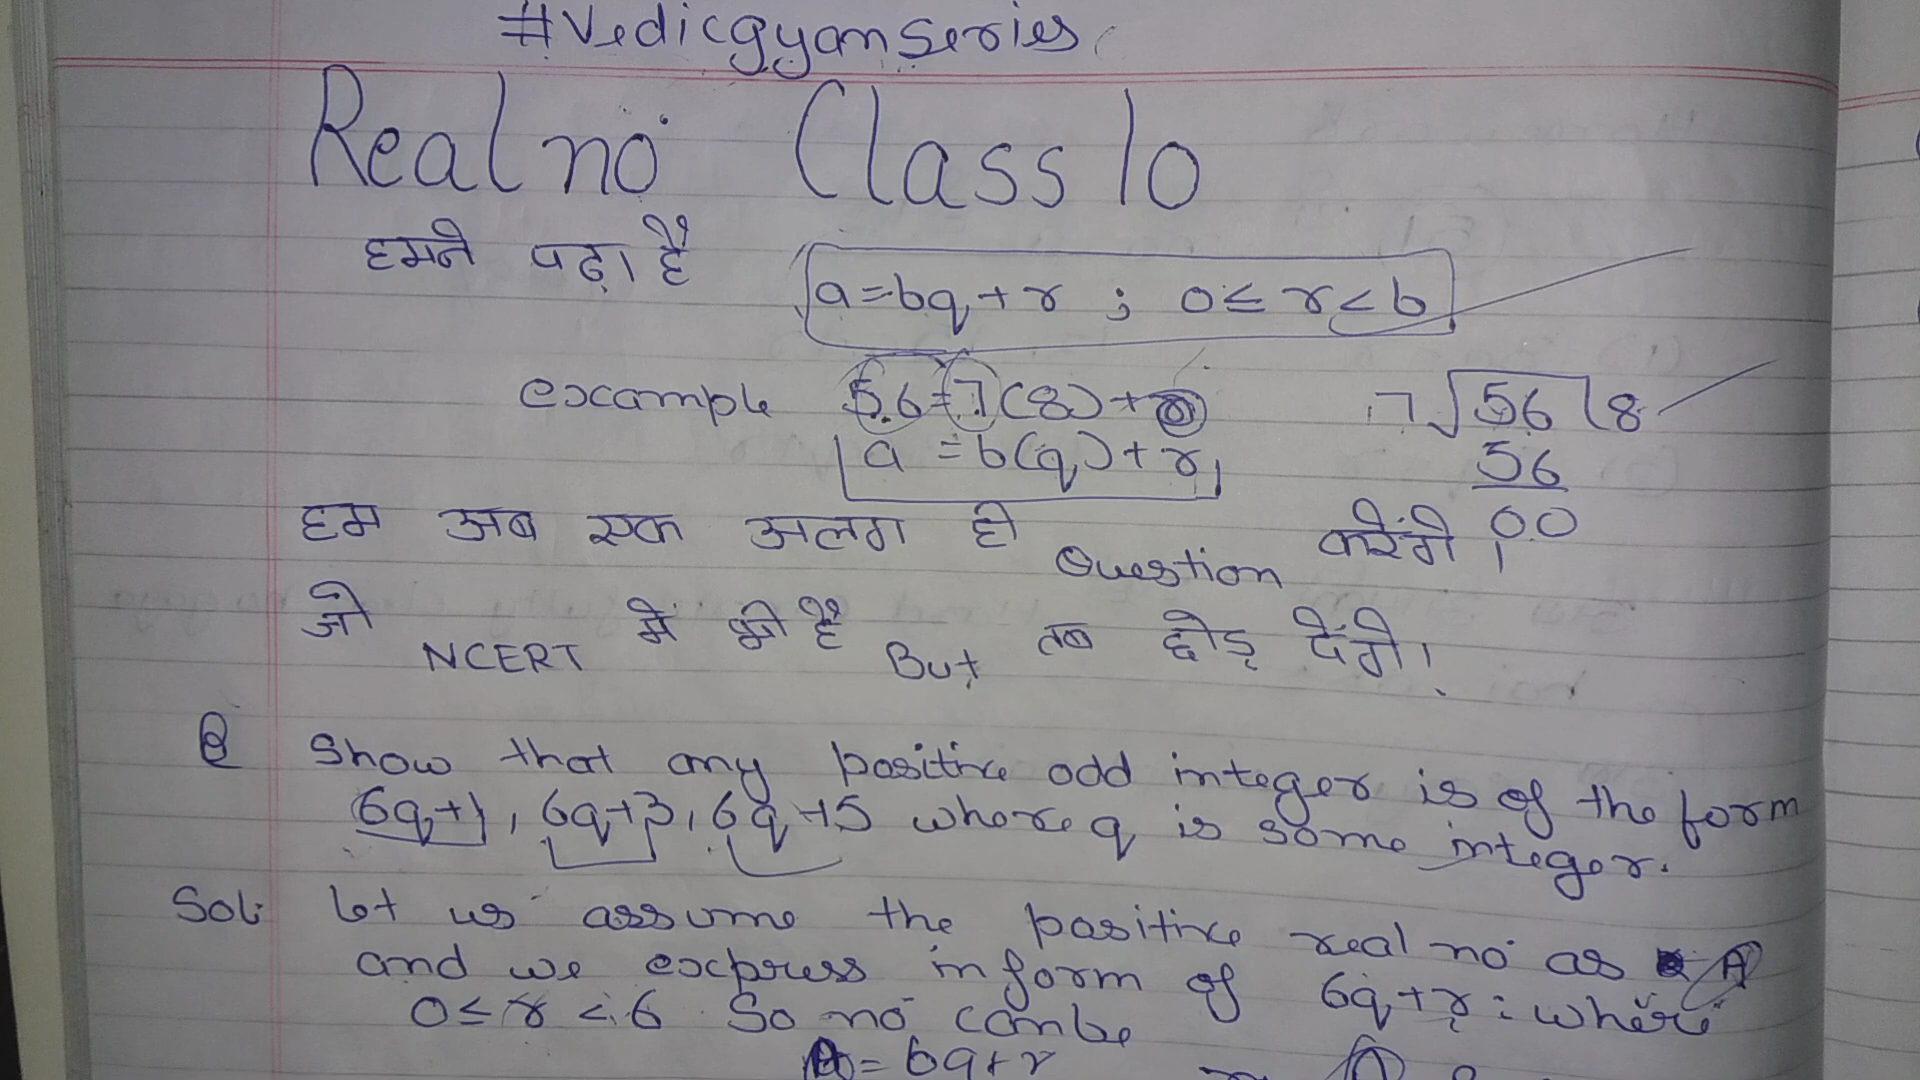 #Vedicgyanseries
Real no Class 10
हमने पढ़ा है a=bq+r ; 0≤r<b
example 56=7(8)+0 7√56(8
a=b(q)+r 56
00
हम अब एक अलग ही Question करेंगे।
जो NCERT में भी है But तब छोड़ देंगे।
Q Show that any positive odd integer is of the form
6q+1, 6q+3, 6q+5 where q is some integer.
Sol: let us assume the positive real no as A
and we express in form of 6q+r : where
0≤r<6 So no can be
A=6q+r